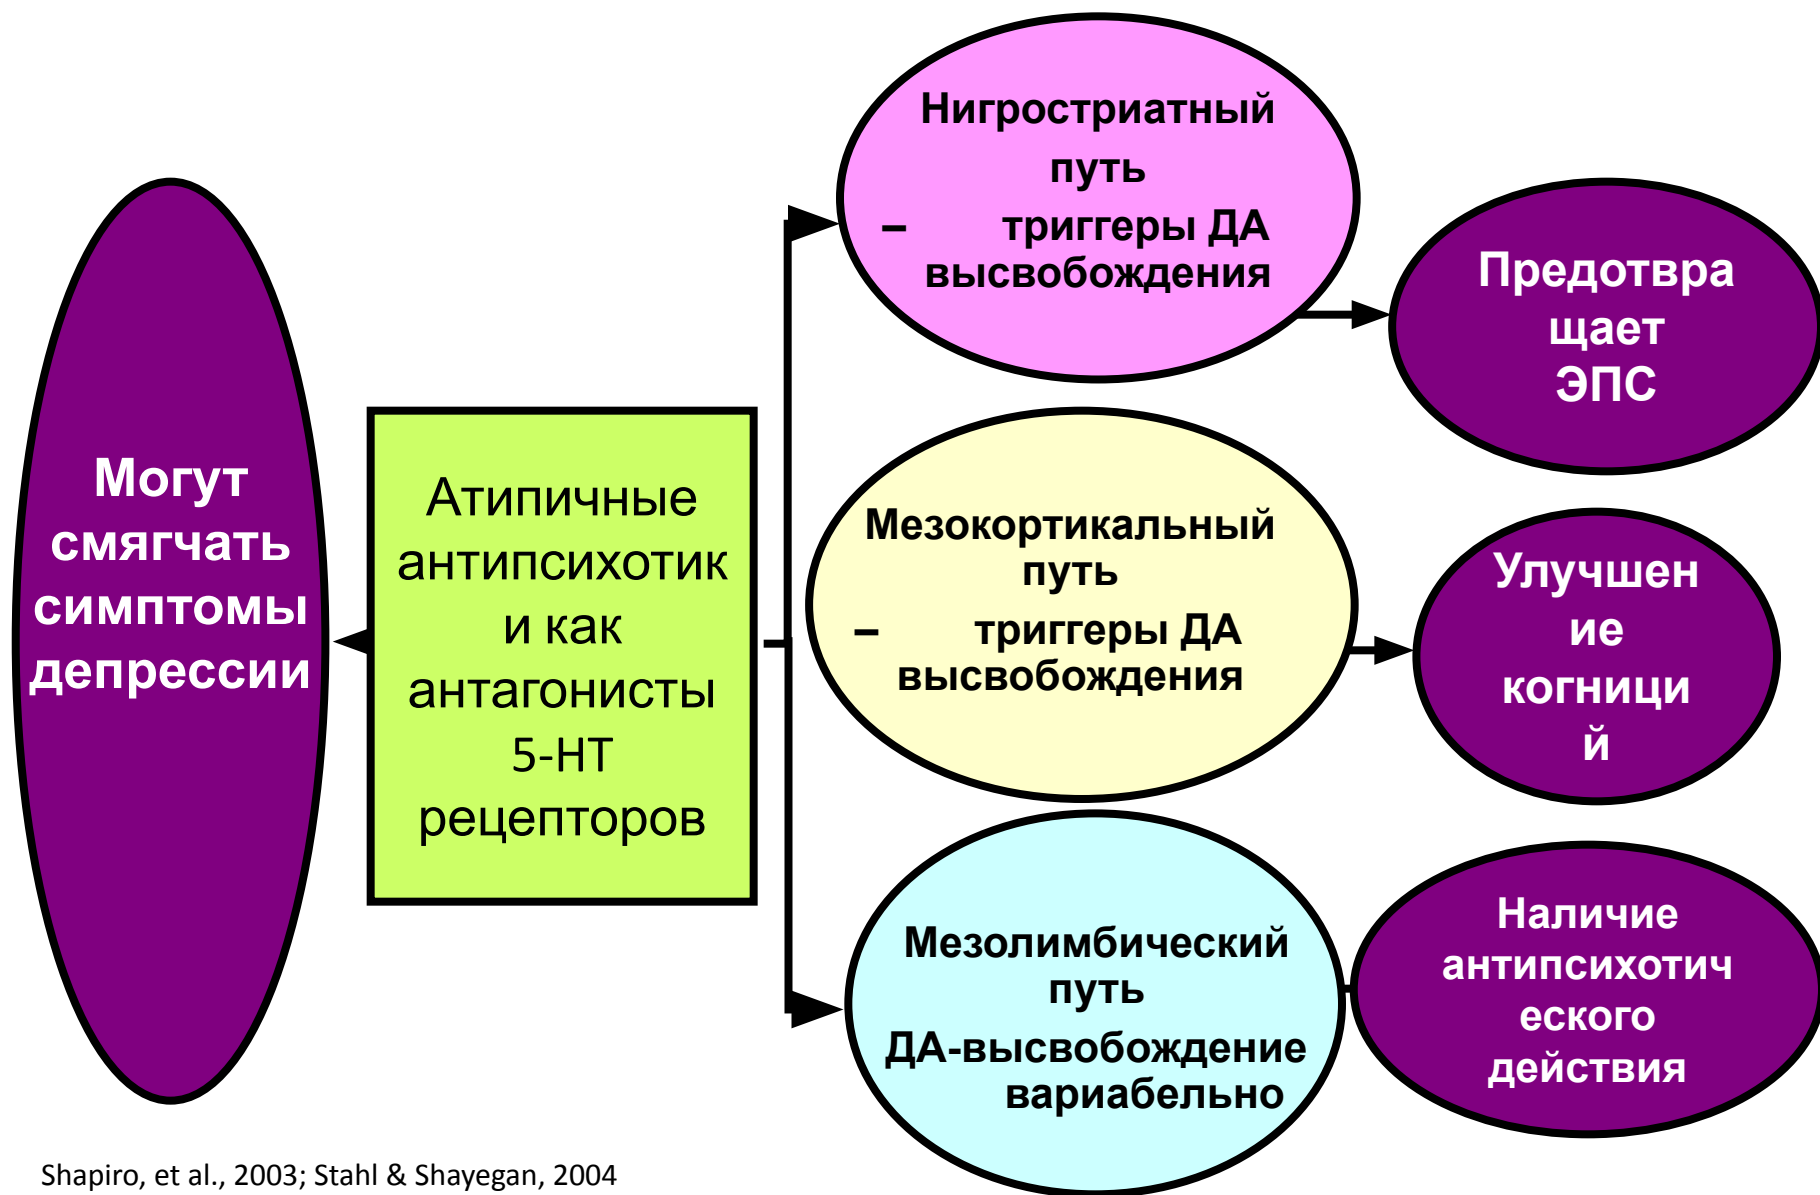 Могут
смягчать
симптомы
депрессии
Атипичные
антипсихотик
и как
антагонисты
5-НТ
рецепторов
Нигростриатный
путь
– триггеры ДА
высвобождения
Предотвра
щает
ЭПС
Мезокортикальный
путь
– триггеры ДА
высвобождения
Улучшен
ие
когници
й
Мезолимбический
путь
ДА-высвобождение
вариабельно
Наличие
антипсихотич
еского
действия
Shapiro, et al., 2003; Stahl & Shayegan, 2004